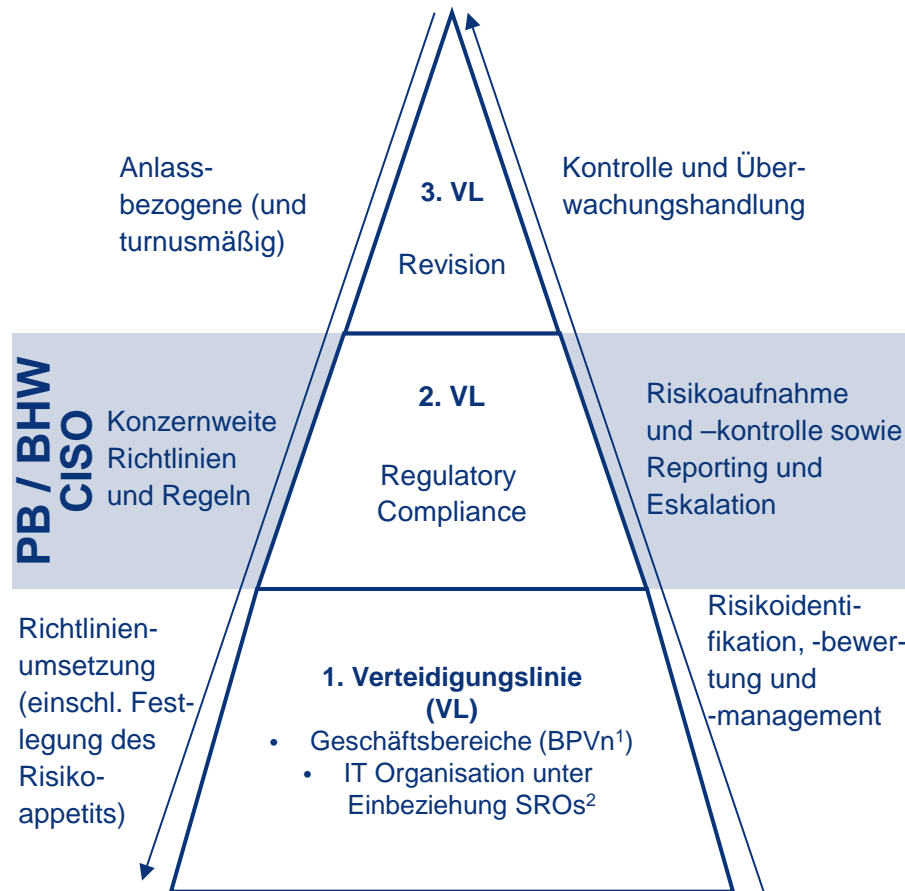 Anlass-
bezogene (und
turnusmäßig)
3. VL
Revision
Kontrolle und Über-
wachungshandlung
PB / BHW
CISO
Konzernweite
Richtlinien
und Regeln
2. VL
Regulatory
Compliance
Risikoaufnahme
und –kontrolle sowie
Reporting und
Eskalation
Richtlinien-
umsetzung
(einschl. Fest-
legung des
Risiko-
appetits)
1. Verteidigungslinie
(VL)
• Geschäftsbereiche (BPVn¹)
• IT Organisation unter
Einbeziehung SROs²
Risikoidenti-
fikation, -bewer-
tung und
-management